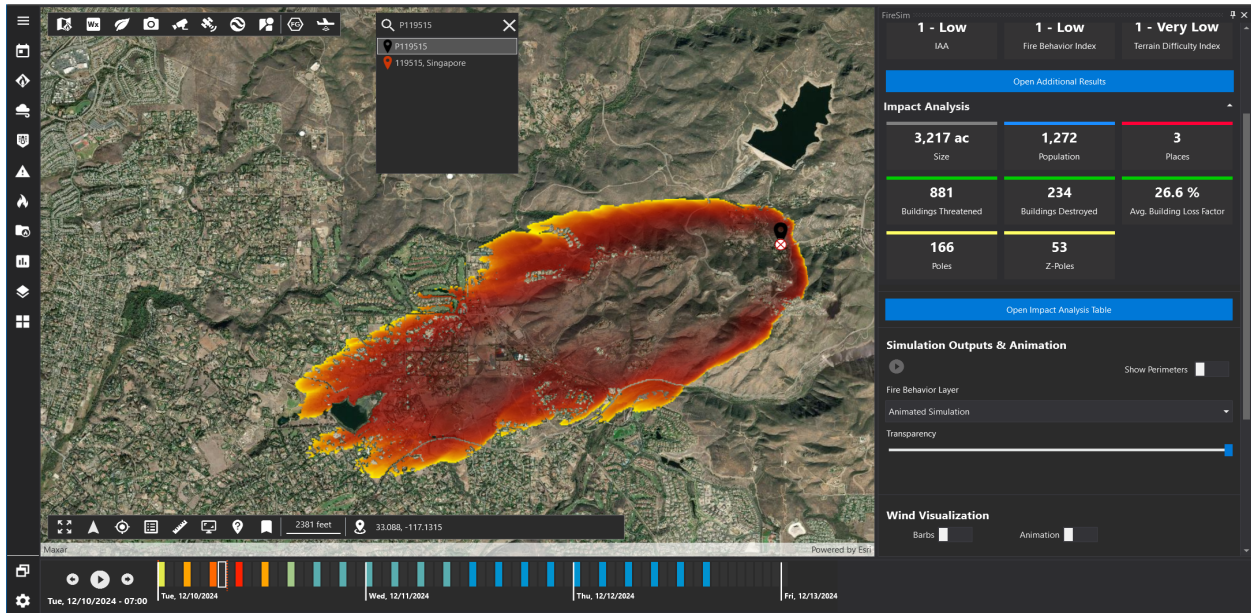 Wx
FG
P119515
P119515
119515, Singapore
FireSim
1 - Low
IAA
1 - Low
Fire Behavior Index
1 - Very Low
Terrain Difficulty Index
Open Additional Results
Impact Analysis
3,217 ac
Size
1,272
Population
3
Places
881
Buildings Threatened
234
Buildings Destroyed
26.6 %
Avg. Building Loss Factor
166
Poles
53
Z-Poles
Open Impact Analysis Table
Simulation Outputs & Animation
Show Perimeters
Fire Behavior Layer
Animated Simulation
Transparency
Wind Visualization
Barbs
Animation
2381 feet
33.088, -117.1315
Maxar
Powered by Esri
Tue, 12/10/2024 - 07:00
Tue, 12/10/2024
Wed, 12/11/2024
Thu, 12/12/2024
Fri, 12/13/2024